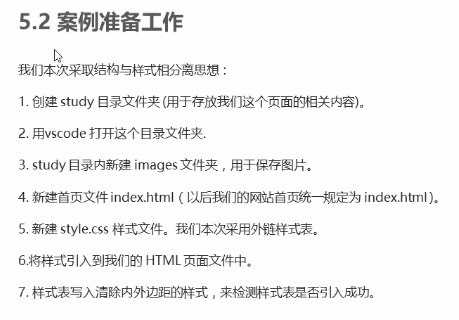 5.2 案例准备工作
我们本次采取结构与样式相分离思想：
1. 创建 study 目录文件夹 (用于存放我们这个页面的相关内容)。
2. 用vscode 打开这个目录文件夹.
3. study 目录内新建 images 文件夹，用于保存图片。
4. 新建首页文件 index.html（以后我们的网站首页统一规定为 index.html )。
5. 新建 style.css 样式文件。我们本次采用外链样式表。
6.将样式引入到我们的 HTML 页面文件中。
7. 样式表写入清除内外边距的样式，来检测样式表是否引入成功。